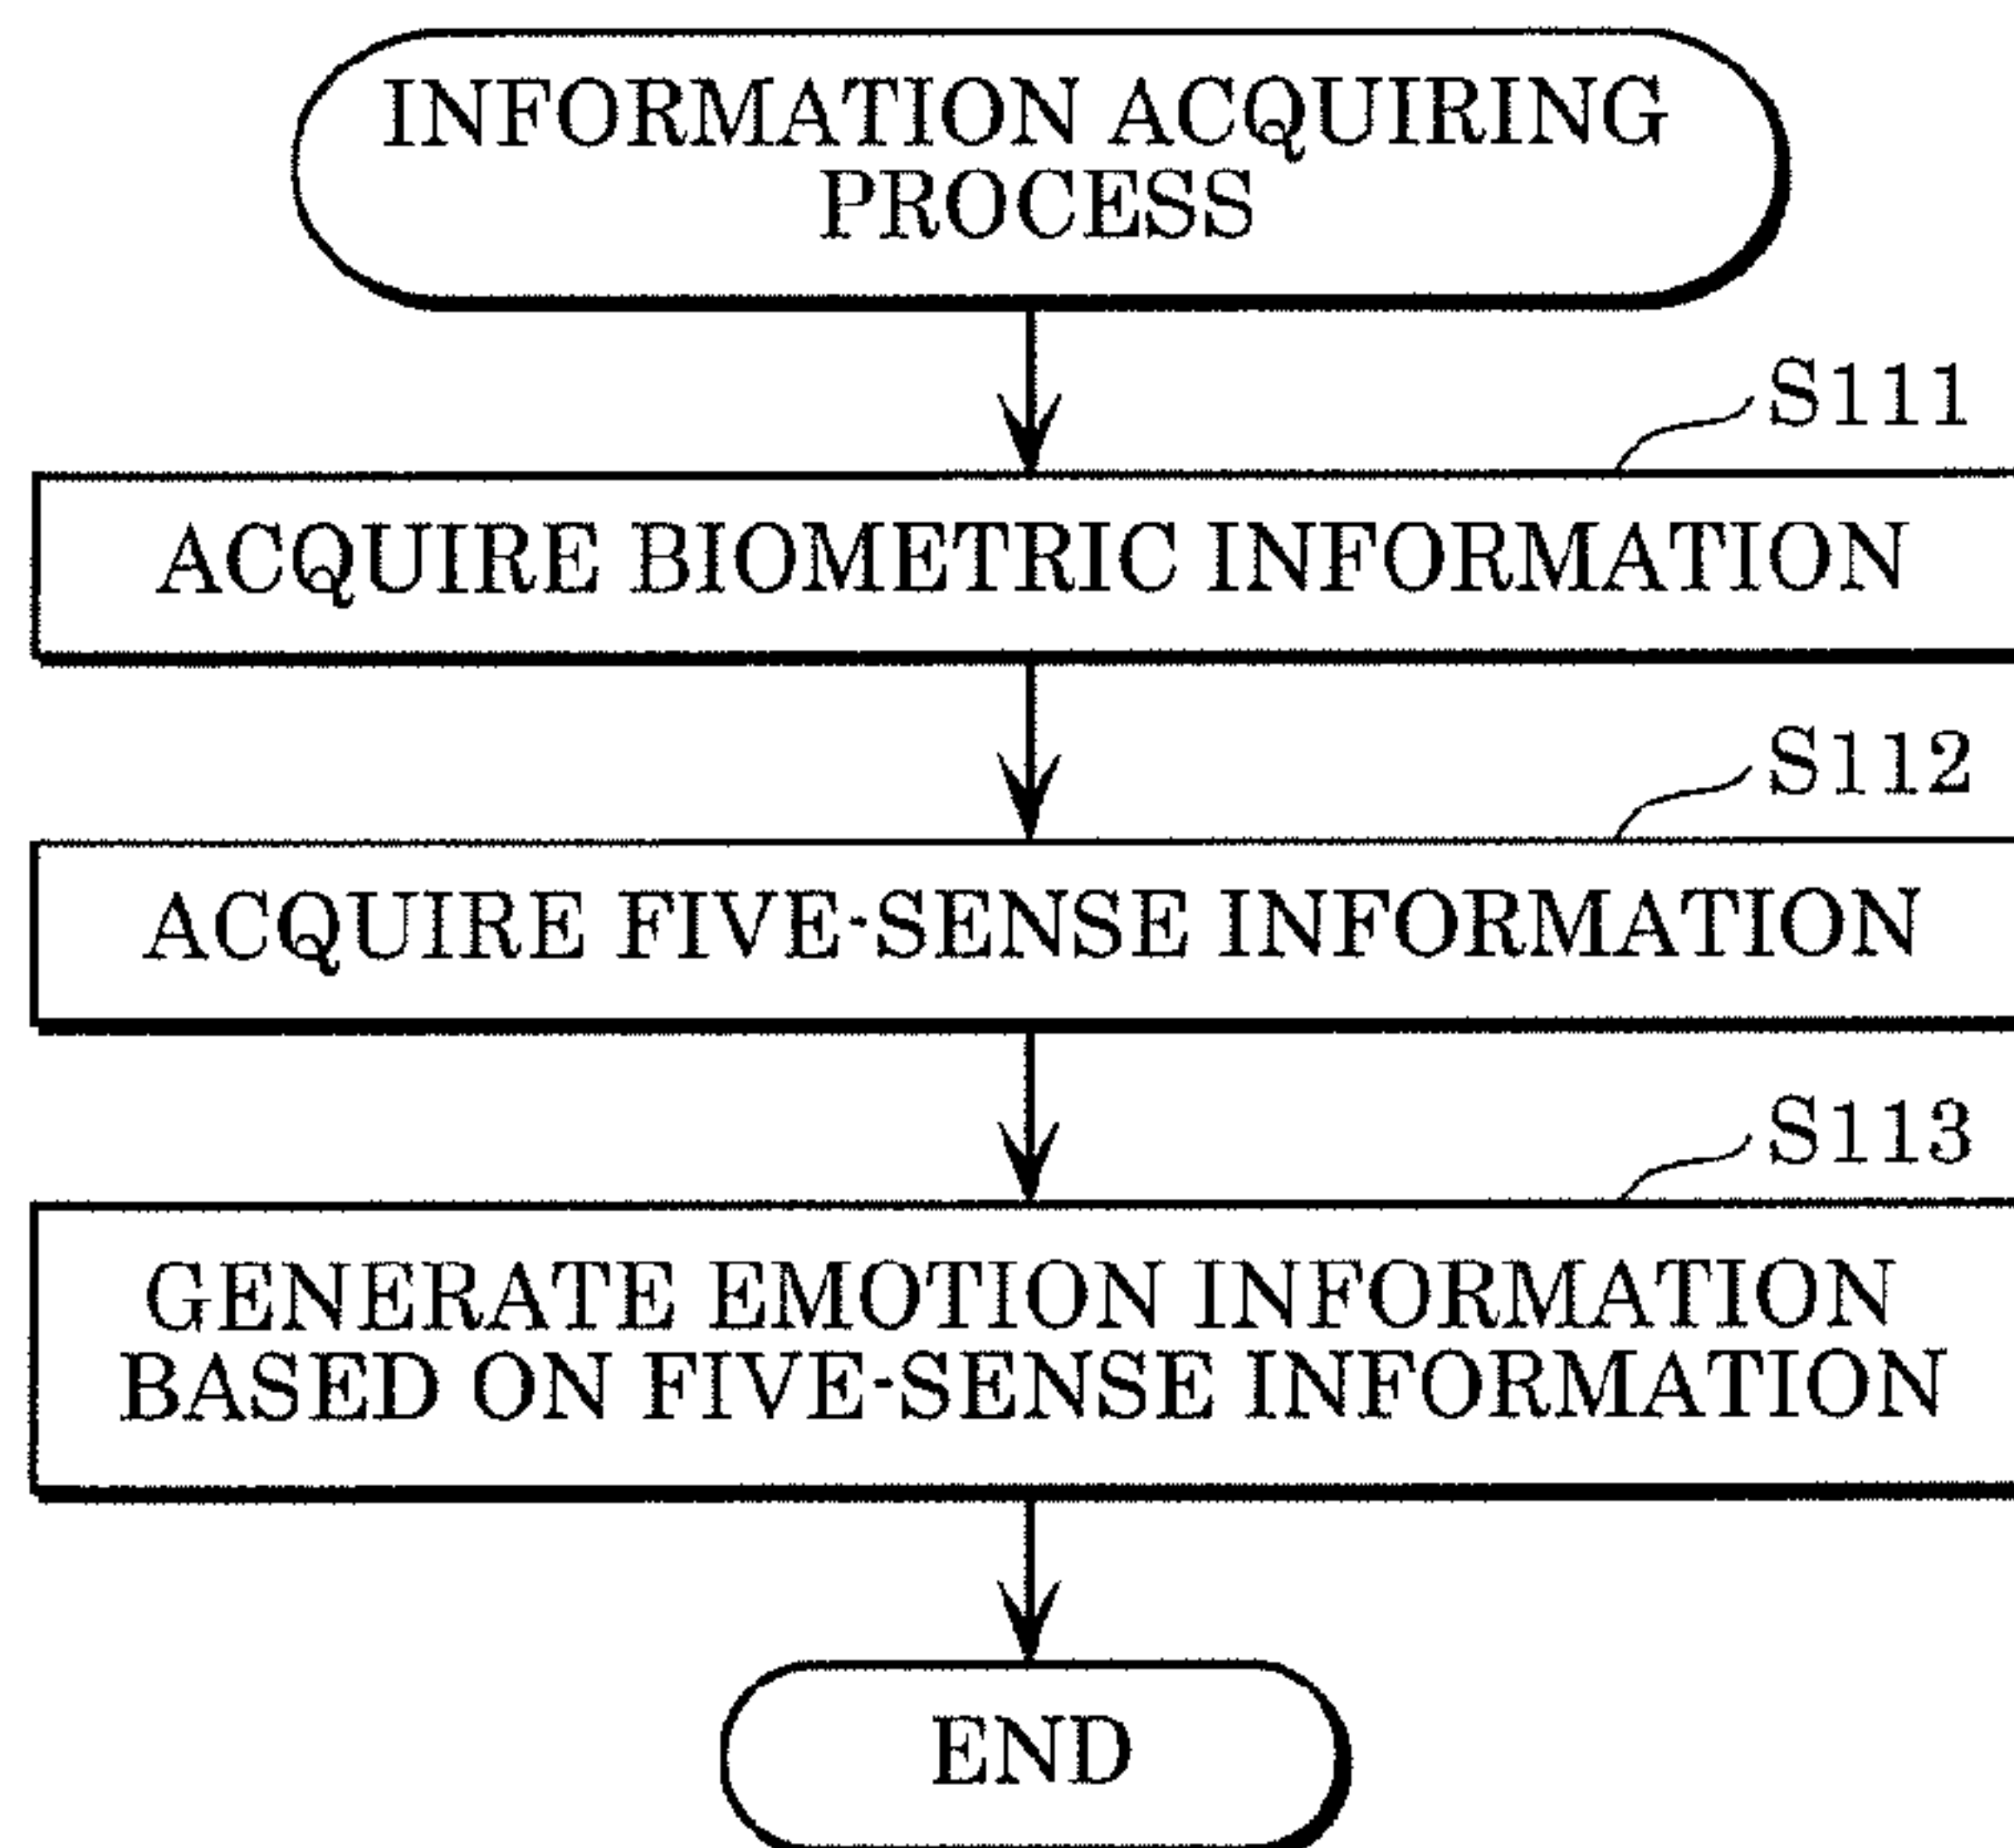 INFORMATION ACQUIRING
PROCESS
S111
ACQUIRE BIOMETRIC INFORMATION
S112
ACQUIRE FIVE-SENSE INFORMATION
S113
GENERATE EMOTION INFORMATION
BASED ON FIVE-SENSE INFORMATION
END